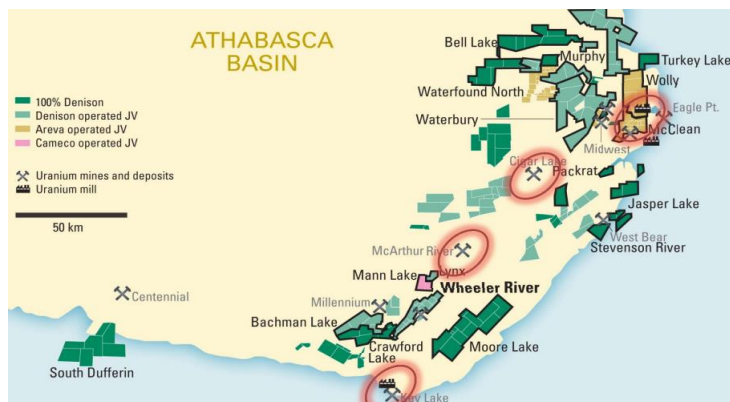 ATHABASCA
BASIN
100% Denison
Denison operated JV
Areva operated JV
Cameco operated JV
Uranium mines and deposits
Uranium mill
50 km
Bell Lake
Murphy
Turkey Lake
Waterfound North
Wolly
Eagle Pt.
Waterbury
McClean
Midwest
Cigar Lake
Packrat
Jasper Lake
West Bear
Stevenson River
McArthur River
Mann Lake
Lynx
Wheeler River
Centennial
Millennium
Bachman Lake
Crawford
Lake
Moore Lake
South Dufferin
Key Lake